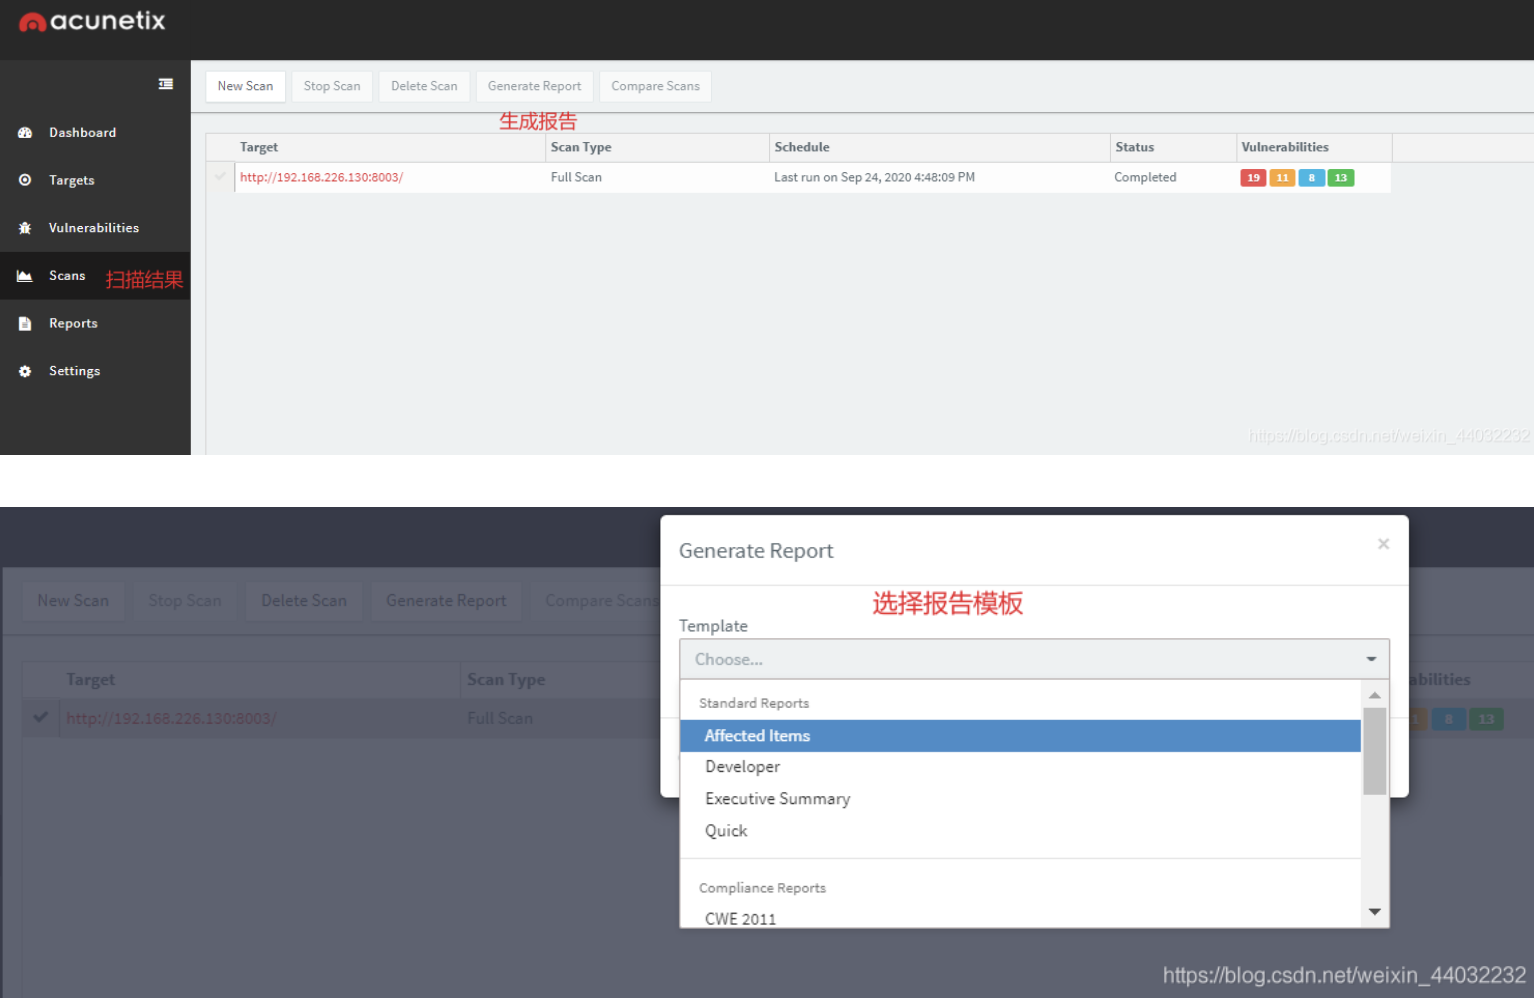 acunetix
New Scan Stop Scan Delete Scan Generate Report Compare Scans
生成报告
Dashboard
Targets
Vulnerabilities
Scans 扫描结果
Reports
Settings
Target Scan Type Schedule Status Vulnerabilities
http://192.168.226.130:8003/ Full Scan Last run on Sep 24, 2020 4:48:09 PM Completed 19 11 8 13
https://blog.csdn.net/weixin_44032232
Generate Report ×
New Scan Stop Scan Delete Scan Generate Report Compare Scans
选择报告模板
Template
Choose...
Target Scan Type abilities
http://192.168.226.130:8003/ Full Scan 1 8 13
Standard Reports
Affected Items
Developer
Executive Summary
Quick
Compliance Reports
CWE 2011
https://blog.csdn.net/weixin_44032232